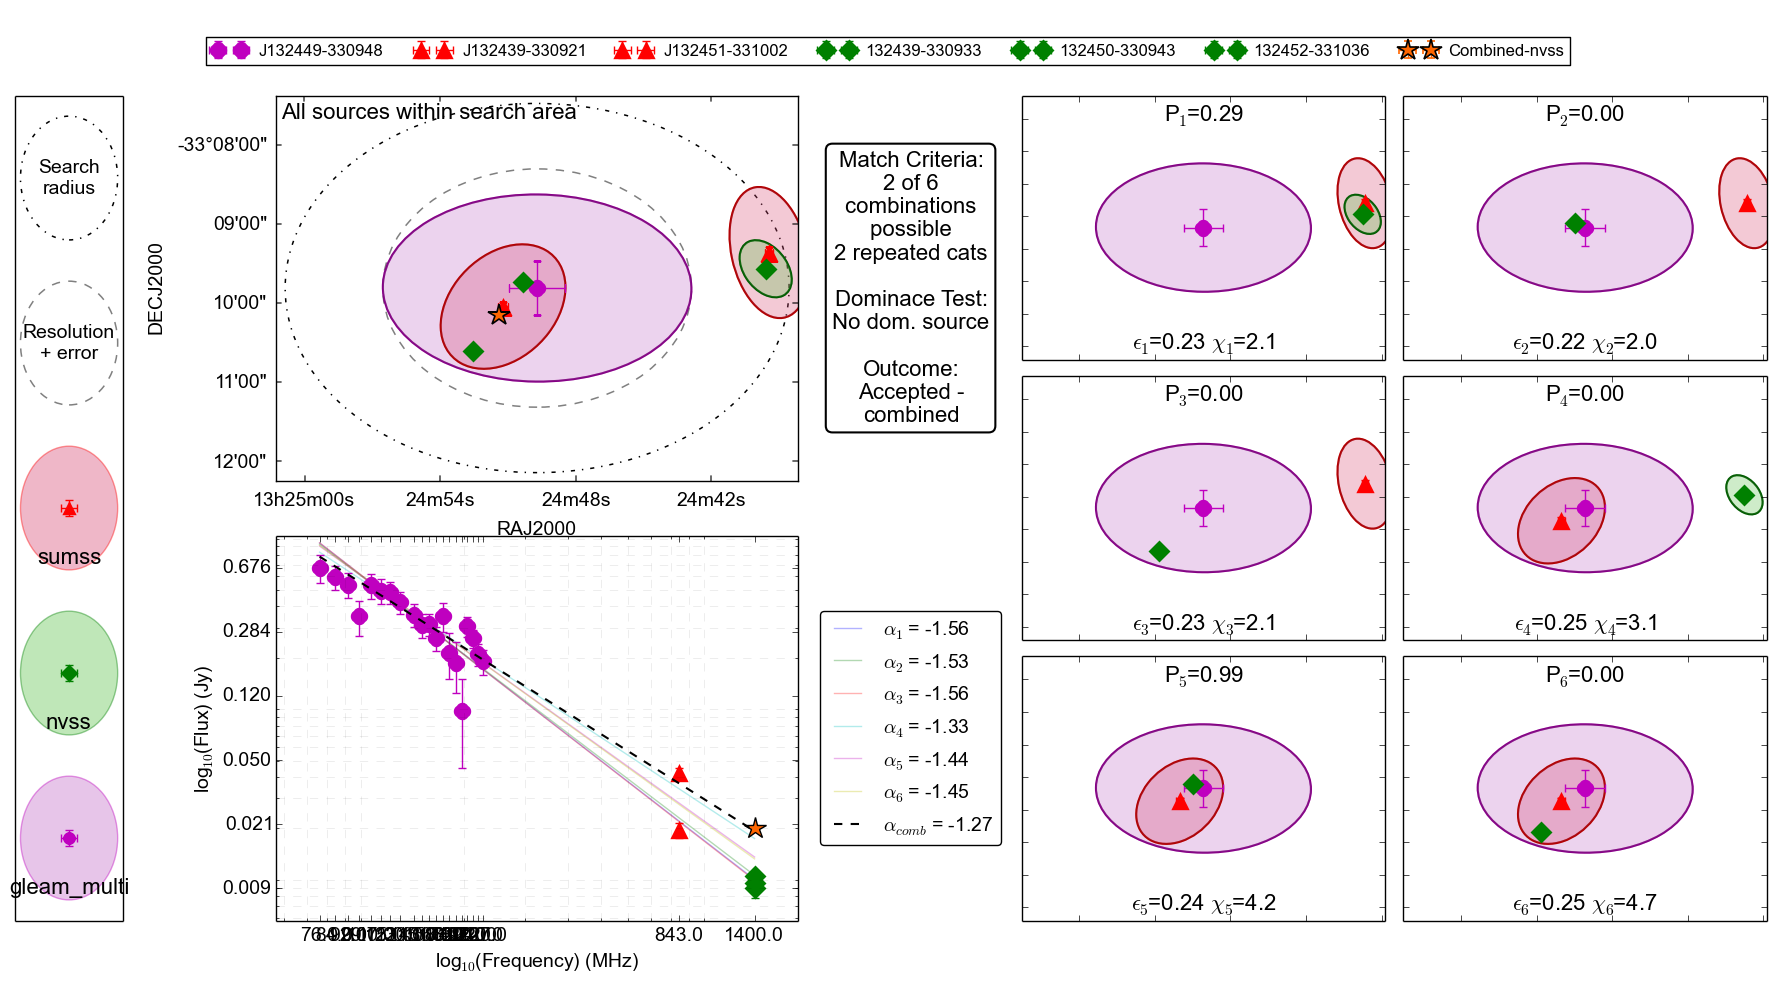 J132449-330948 J132439-330921 J132451-331002 132439-330933 132450-330943 132452-331036 Combined-nvss
Search
radius
Resolution
+ error
sumss
nvss
gleam_multi
All sources within search area
DECJ2000
-33°08'00"
09'00"
10'00"
11'00"
12'00"
13h25m00s 24m54s 24m48s 24m42s
RAJ2000
Match Criteria:
2 of 6
combinations
possible
2 repeated cats
Dominace Test:
No dom. source
Outcome:
Accepted -
combined
log10(Flux) (Jy)
0.676
0.284
0.120
0.050
0.021
0.009
843.0 1400.0
log10(Frequency) (MHz)
α1 = -1.56
α2 = -1.53
α3 = -1.56
α4 = -1.33
α5 = -1.44
α6 = -1.45
αcomb = -1.27
P1=0.29
ϵ1=0.23 χ1=2.1
P2=0.00
ϵ2=0.22 χ2=2.0
P3=0.00
ϵ3=0.23 χ3=2.1
P4=0.00
ϵ4=0.25 χ4=3.1
P5=0.99
ϵ5=0.24 χ5=4.2
P6=0.00
ϵ6=0.25 χ6=4.7